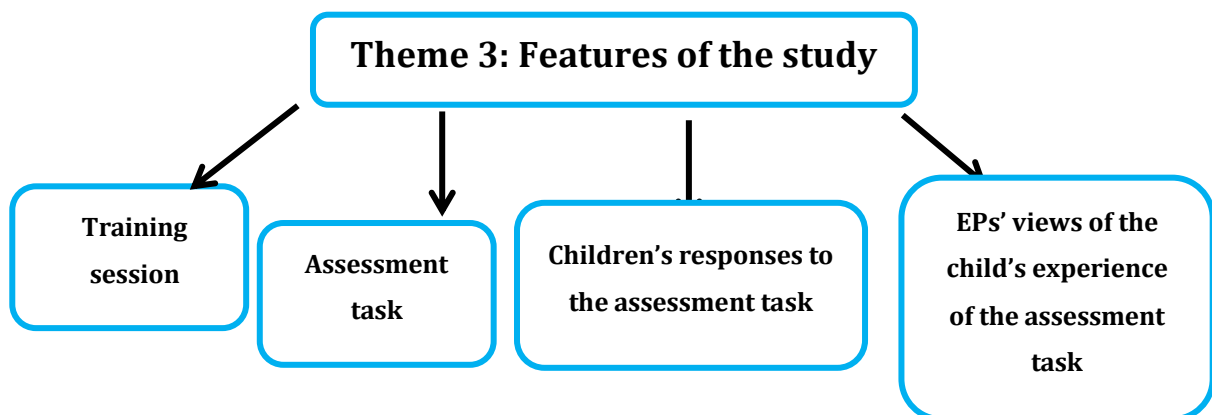 Theme 3: Features of the study
Training
session
Assessment
task
Children’s responses to
the assessment task
EPs’ views of the
child’s experience
of the assessment
task